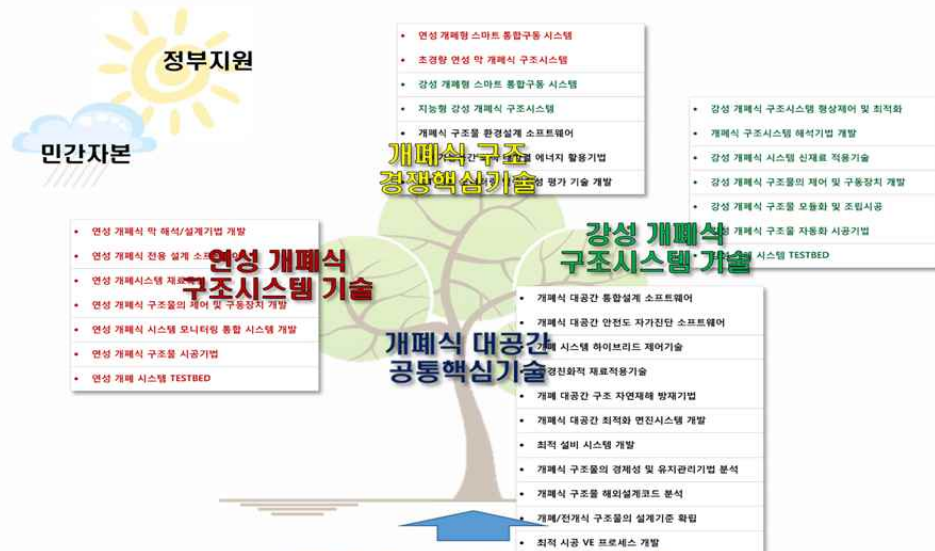 정부지원
민간자본
• 연성 개폐형 스마트 통합구동 시스템
• 초경량 연성 막 개폐식 구조시스템
• 강성 개폐형 스마트 통합구동 시스템
• 지능형 강성 개폐식 구조시스템
• 개폐식 구조물 환경설계 소프트웨어
에너지 활용기법
평가 기술 개발
개폐식 구조
경쟁핵심기술
• 강성 개폐식 구조시스템 형상제어 및 최적화
• 개폐식 구조시스템 해석기법 개발
• 강성 개폐식 시스템 신재료 적용기술
• 강성 개폐식 구조물의 제어 및 구동장치 개발
• 강성 개폐식 구조물 모듈화 및 조립시공
개폐식 구조물 자동화 시공기법
시스템 TESTBED
강성 개폐식
구조시스템 기술
• 연성 개폐식 막 해석/설계기법 개발
• 연성 개폐식 전용 설계
• 연성 개폐시스템
• 연성 개폐식 구조물의 제어 및 구동장치 개발
• 연성 개폐식 시스템 모니터링 통합 시스템 개발
• 연성 개폐식 구조물 시공기법
• 연성 개폐 시스템 TESTBED
연성 개폐식
구조시스템 기술
• 개폐식 대공간 통합설계 소프트웨어
• 개폐식 대공간 안전도 자가진단 소프트웨어
시스템 하이브리드 제어기술
재료적용기술
• 개폐 대공간 구조 자연재해 방재기법
• 개폐식 대공간 최적화 면진시스템 개발
• 최적 설비 시스템 개발
• 개폐식 구조물의 경제성 및 유지관리기법 분석
• 개폐식 구조물 해외설계코드 분석
• 개폐/전개식 구조물의 설계기준 확립
• 최적 시공 VE 프로세스 개발
개폐식 대공간
공통핵심기술